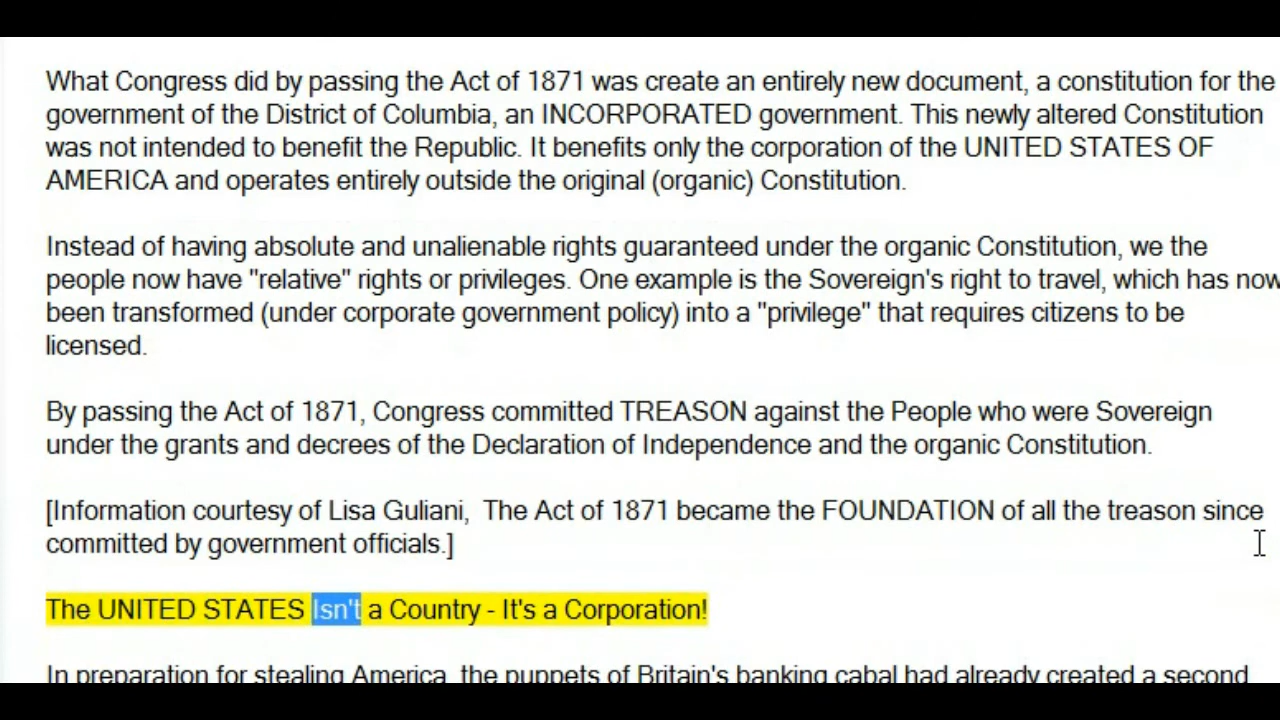 What Congress did by passing the Act of 1871 was create an entirely new document, a constitution for the
government of the District of Columbia, an INCORPORATED government. This newly altered Constitution
was not intended to benefit the Republic. It benefits only the corporation of the UNITED STATES OF
AMERICA and operates entirely outside the original (organic) Constitution.
Instead of having absolute and unalienable rights guaranteed under the organic Constitution, we the
people now have "relative" rights or privileges. One example is the Sovereign's right to travel, which has now
been transformed (under corporate government policy) into a "privilege" that requires citizens to be
licensed.
By passing the Act of 1871, Congress committed TREASON against the People who were Sovereign
under the grants and decrees of the Declaration of Independence and the organic Constitution.
[Information courtesy of Lisa Guliani,  The Act of 1871 became the FOUNDATION of all the treason since
committed by government officials.]
The UNITED STATES Isn't a Country - It's a Corporation!
In preparation for stealing America, the puppets of Britain's banking cabal had already created a second